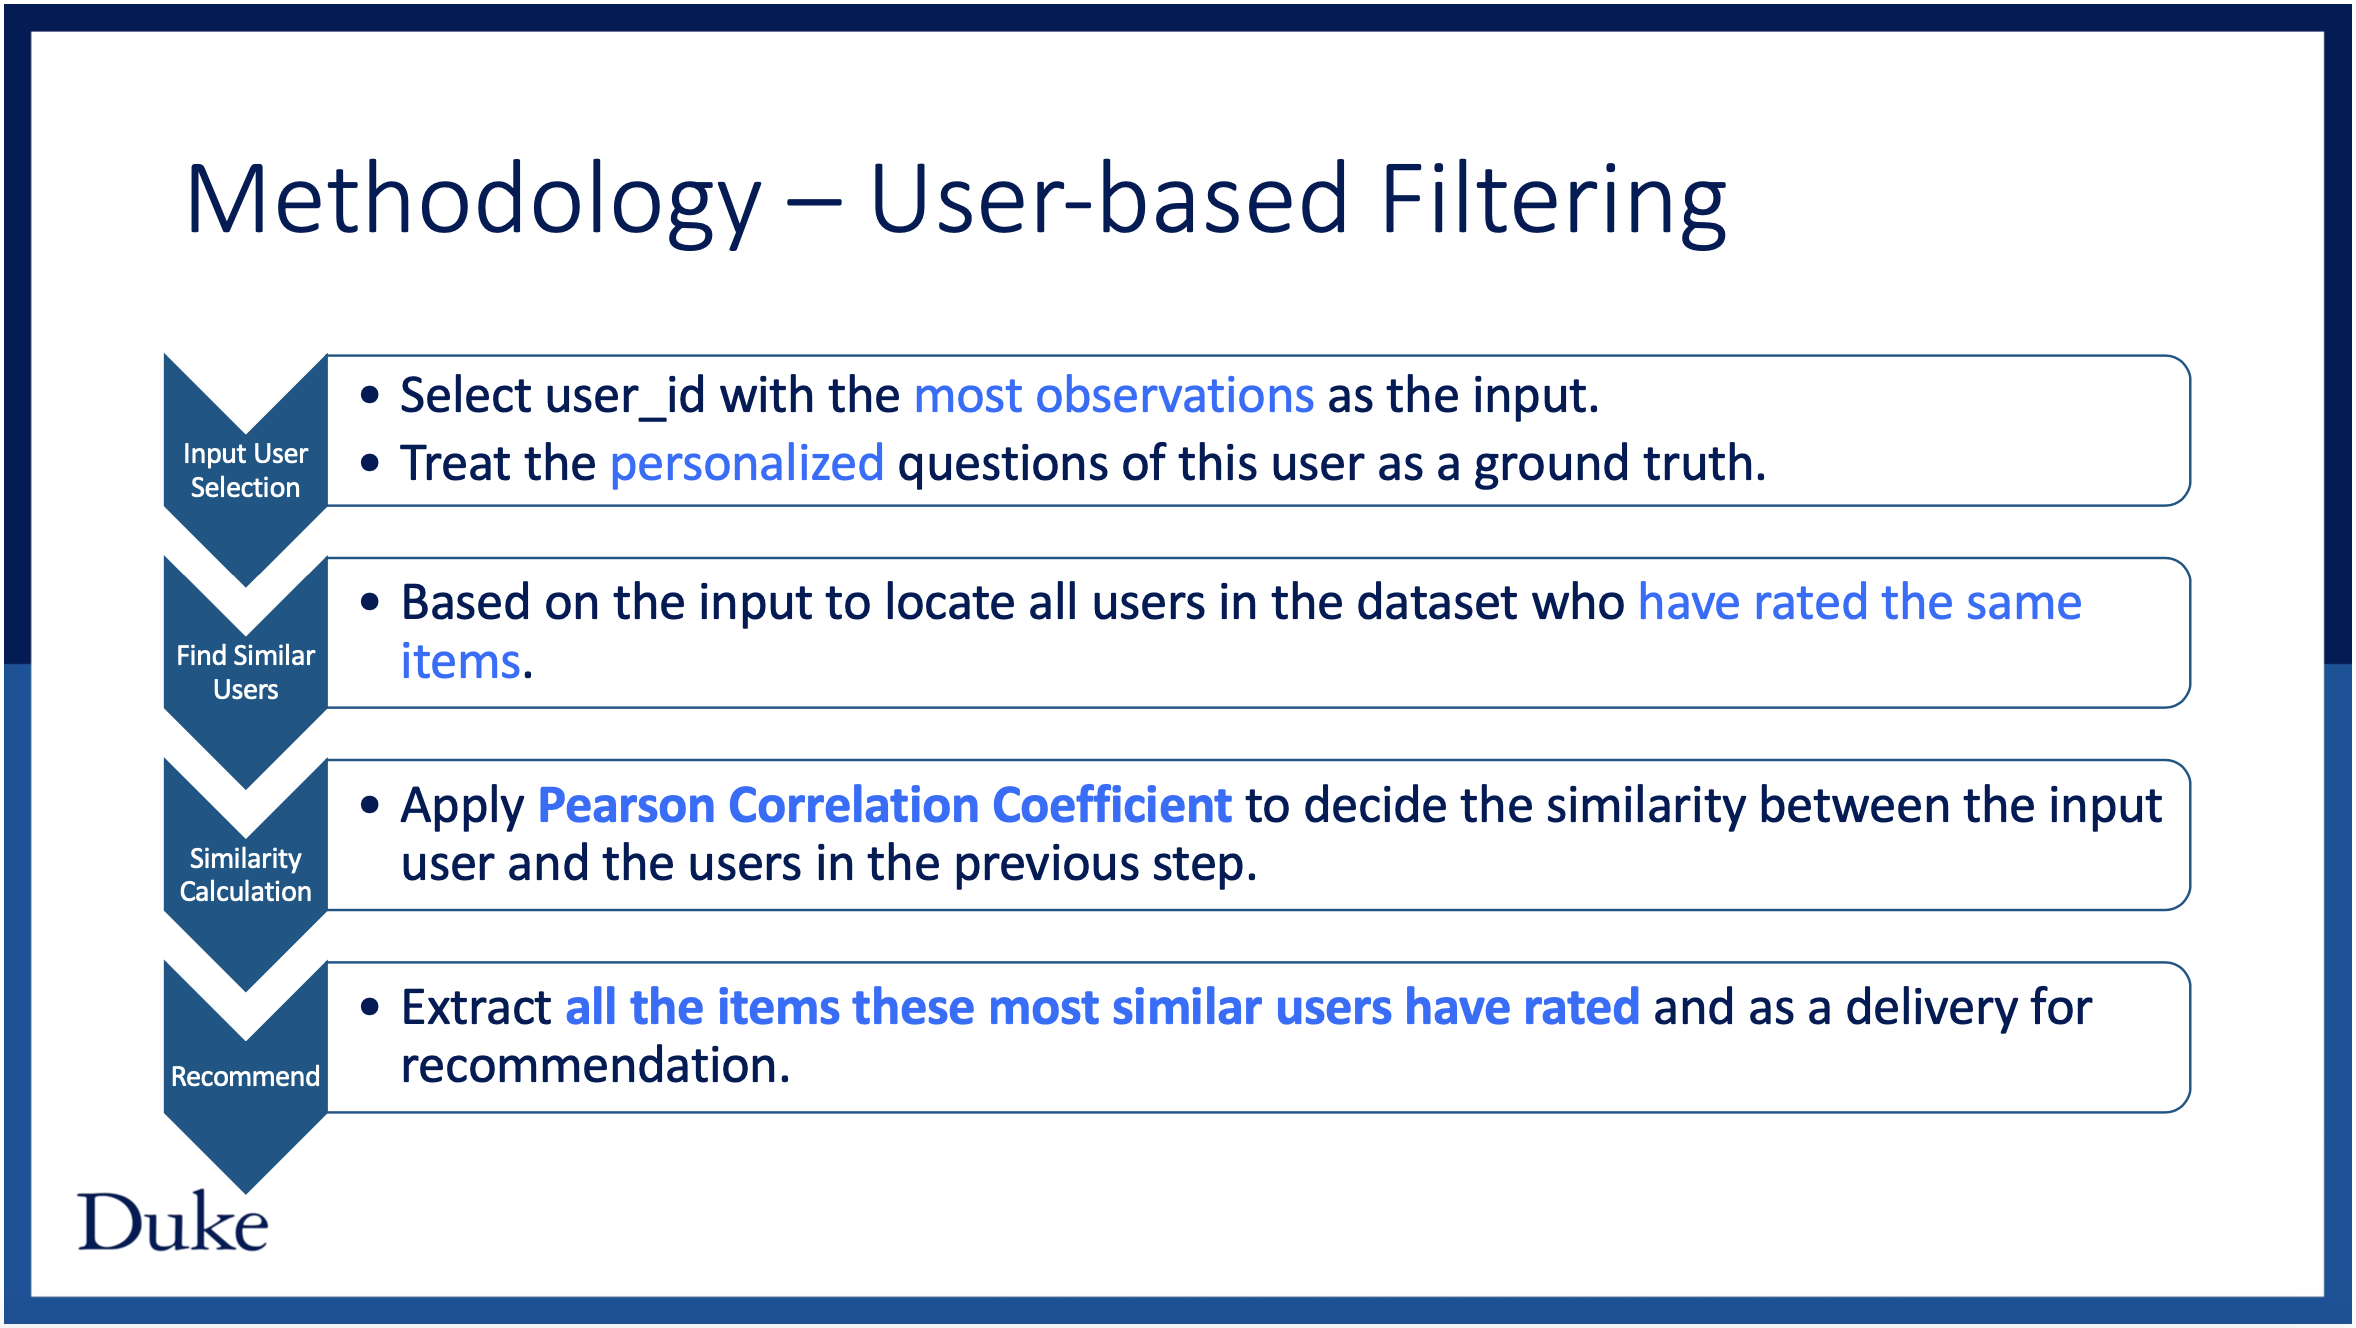 Methodology – User-based Filtering
Input User
Selection
• Select user_id with the most observations as the input.
• Treat the personalized questions of this user as a ground truth.
Find Similar
Users
• Based on the input to locate all users in the dataset who have rated the same
items.
Similarity
Calculation
• Apply Pearson Correlation Coefficient to decide the similarity between the input
user and the users in the previous step.
Recommend
• Extract all the items these most similar users have rated and as a delivery for
recommendation.
Duke